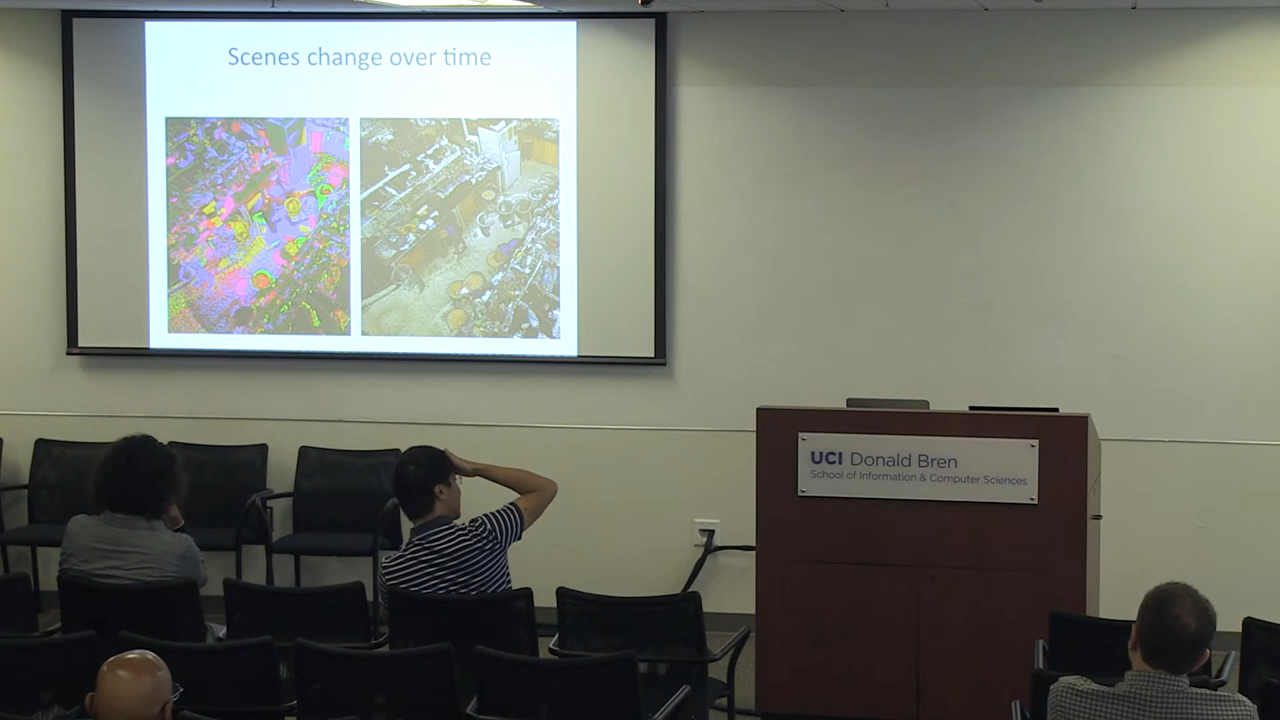 Scenes change over time
UCI Donald Bren
School of Information & Computer Sciences